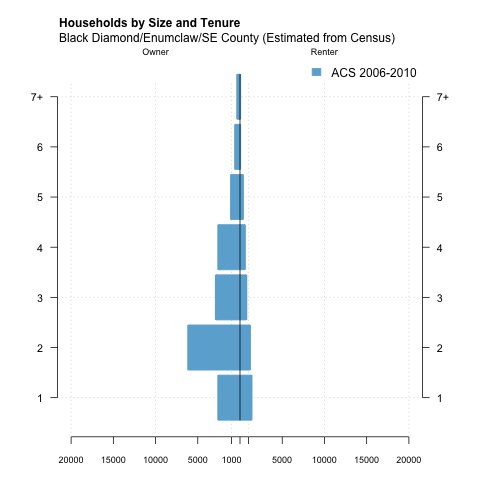 Households by Size and Tenure
Black Diamond/Enumclaw/SE County (Estimated from Census)
Owner Renter
ACS 2006-2010
7+ 7+
6 6
5 5
4 4
3 3
2 2
1 1
20000 15000 10000 5000 1000 5000 10000 15000 20000